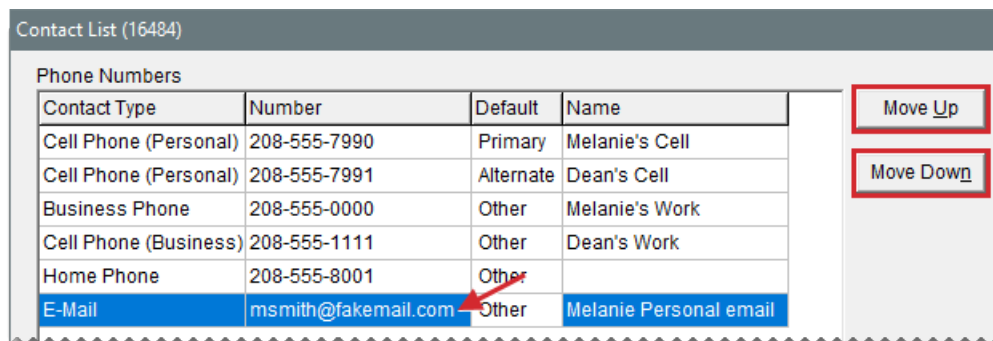 Contact List (16484)
Phone Numbers
Contact Type Number Default Name
Cell Phone (Personal) 208-555-7990 Primary Melanie's Cell
Cell Phone (Personal) 208-555-7991 Alternate Dean's Cell
Business Phone 208-555-0000 Other Melanie's Work
Cell Phone (Business) 208-555-1111 Other Dean's Work
Home Phone 208-555-8001 Other
E-Mail msmith@fakemail.com Other Melanie Personal email
Move Up
Move Down